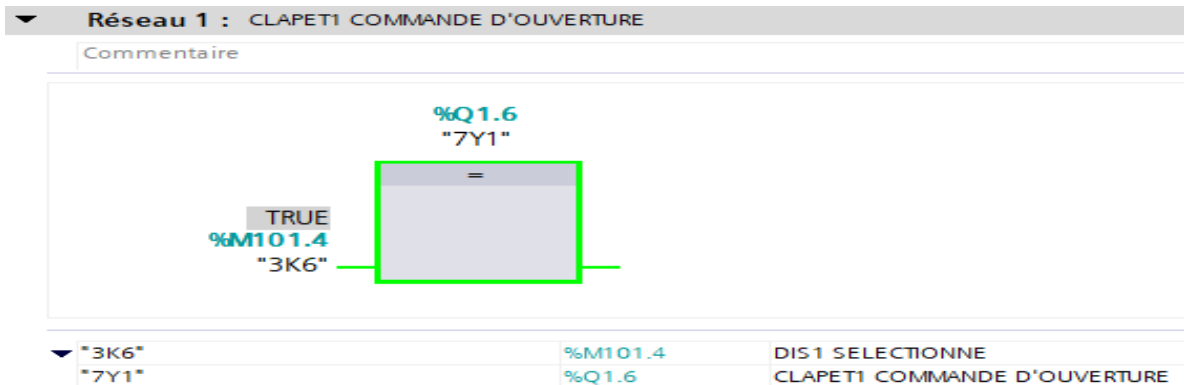 Réseau 1 : CLAPET1 COMMANDE D'OUVERTURE
Commentaire
%Q1.6
"7Y1"
=
TRUE
%M101.4
"3K6"
"3K6" %M101.4 DIS1 SELECTIONNE
"7Y1" %Q1.6 CLAPET1 COMMANDE D'OUVERTURE